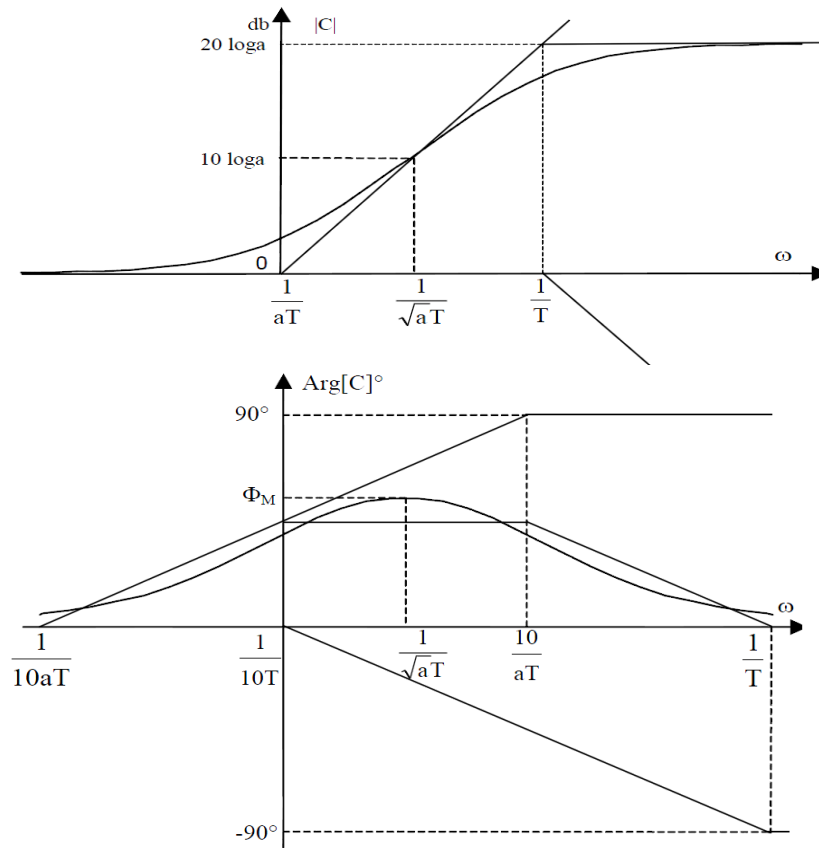 db |C|
20 loga
10 loga
0
ω
1/aT
1/√aT
1/T
Arg[C]°
90°
Φ_M
ω
1/10aT
1/10T
1/√aT
10/aT
1/T
-90°